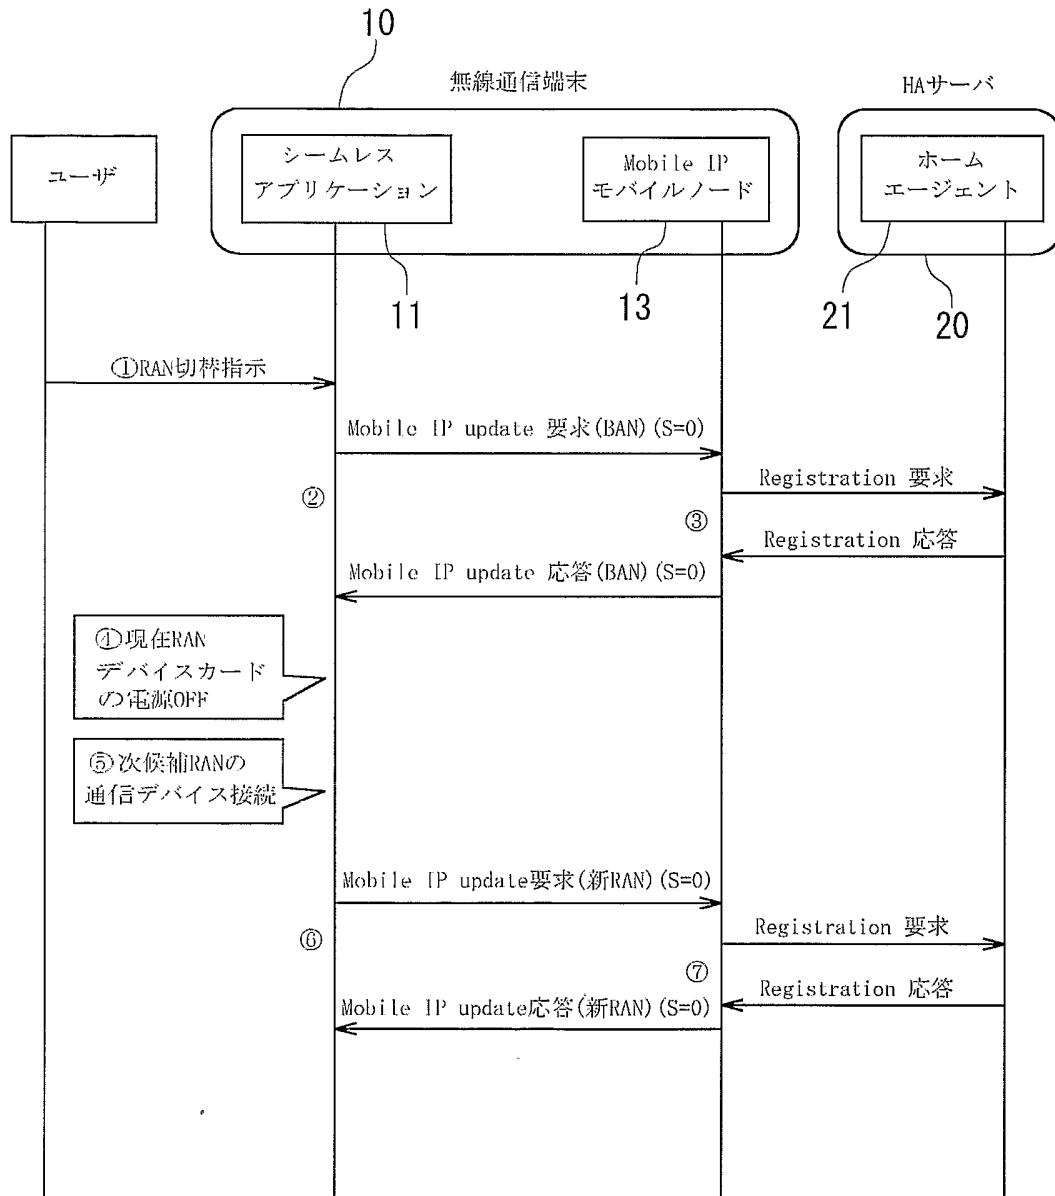 10
無線通信端末
HAサーバ
ユーザ
シームレス
アプリケーション
Mobile IP
モバイルノード
ホーム
エージェント
11
13
21
20
①RAN切替指示
Mobile IP update 要求(BAN)(S=0)
Registration 要求
②
③
Registration 応答
Mobile IP update 応答(BAN)(S=0)
④現在RAN
デバイスカード
の電源OFF
⑤次候補RANの
通信デバイス接続
Mobile IP update要求(新RAN)(S=0)
Registration 要求
⑥
⑦
Registration 応答
Mobile IP update応答(新RAN)(S=0)